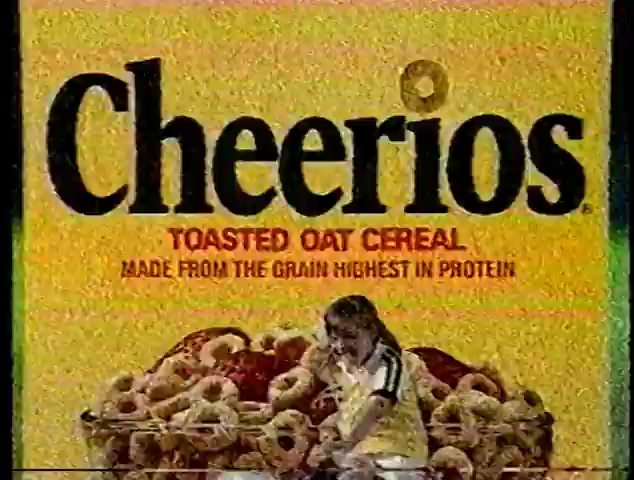 Cheerios®
TOASTED OAT CEREAL
MADE FROM THE GRAIN HIGHEST IN PROTEIN